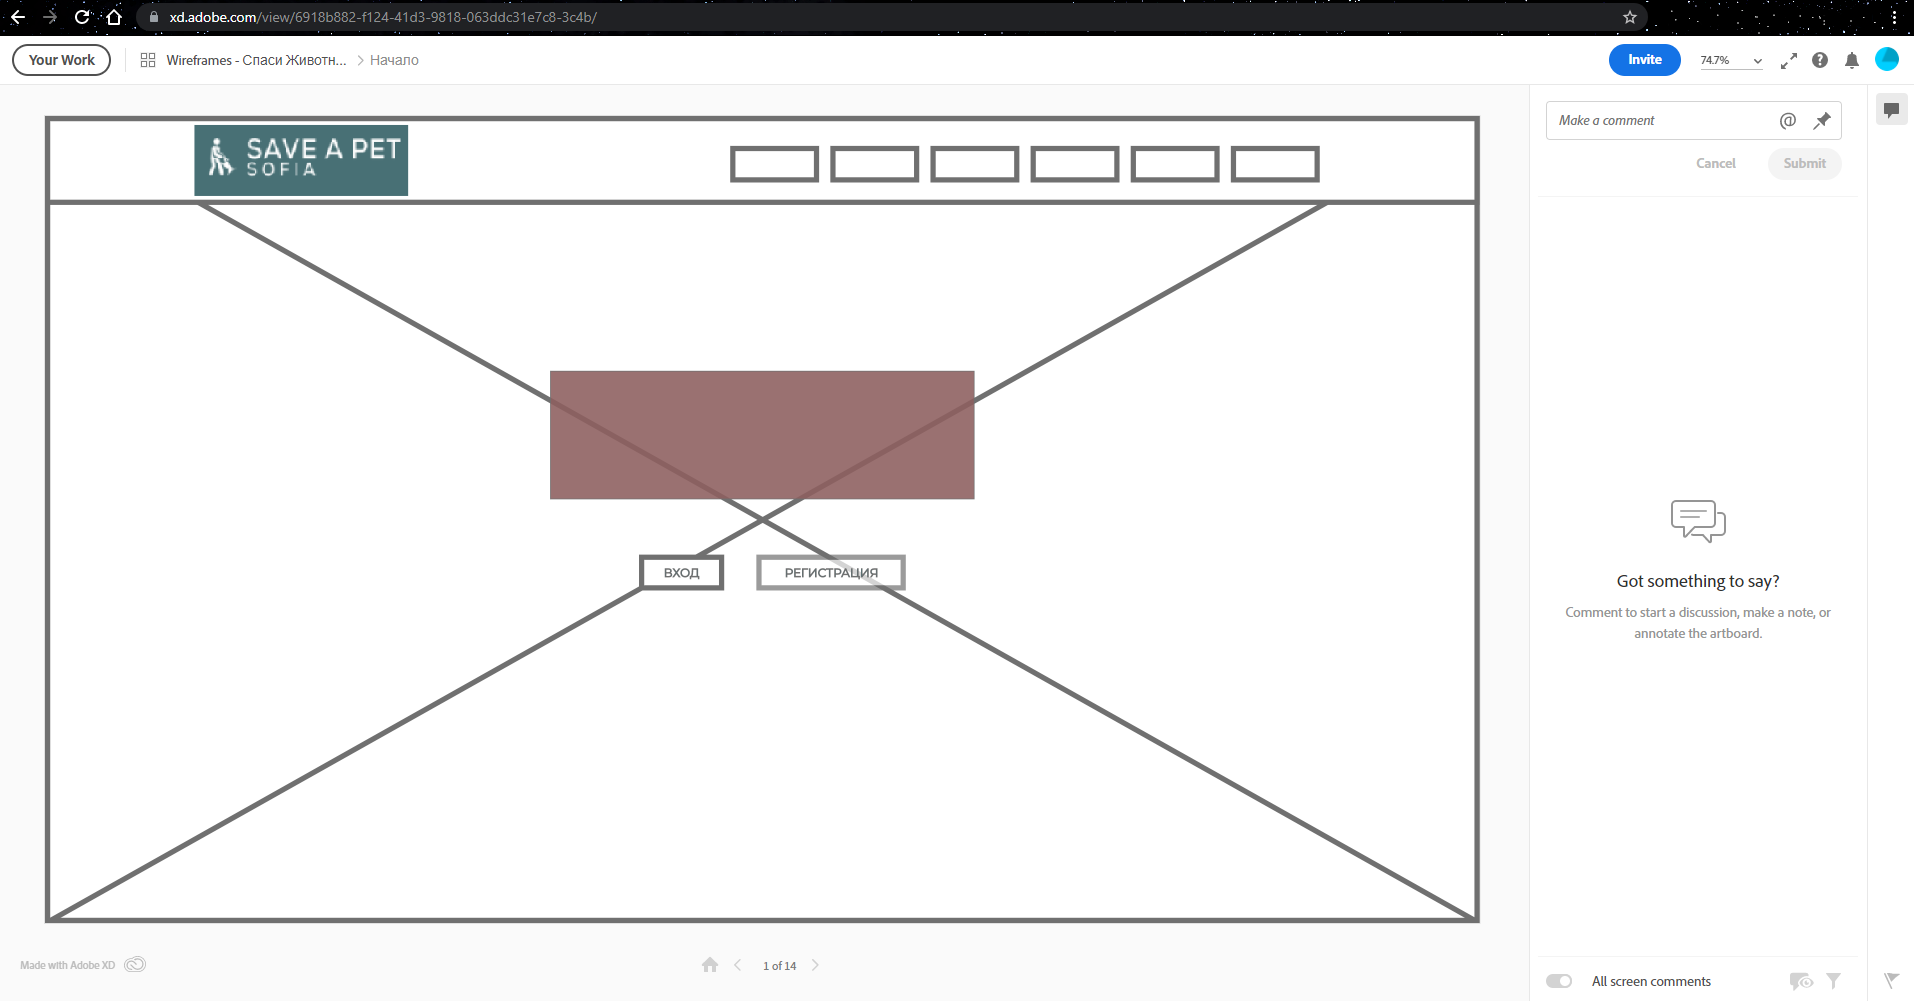 xd.adobe.com/view/6918b882-f124-41d3-9818-063ddc31e7c8-3c4b/
Your Work
Wireframes - Спаси Животн...
Начало
Invite
74.7%
SAVE A PET
SOFIA
ВХОД
РЕГИСТРАЦИЯ
Make a comment
Cancel
Submit
Got something to say?
Comment to start a discussion, make a note, or
annotate the artboard.
Made with Adobe XD
1 of 14
All screen comments